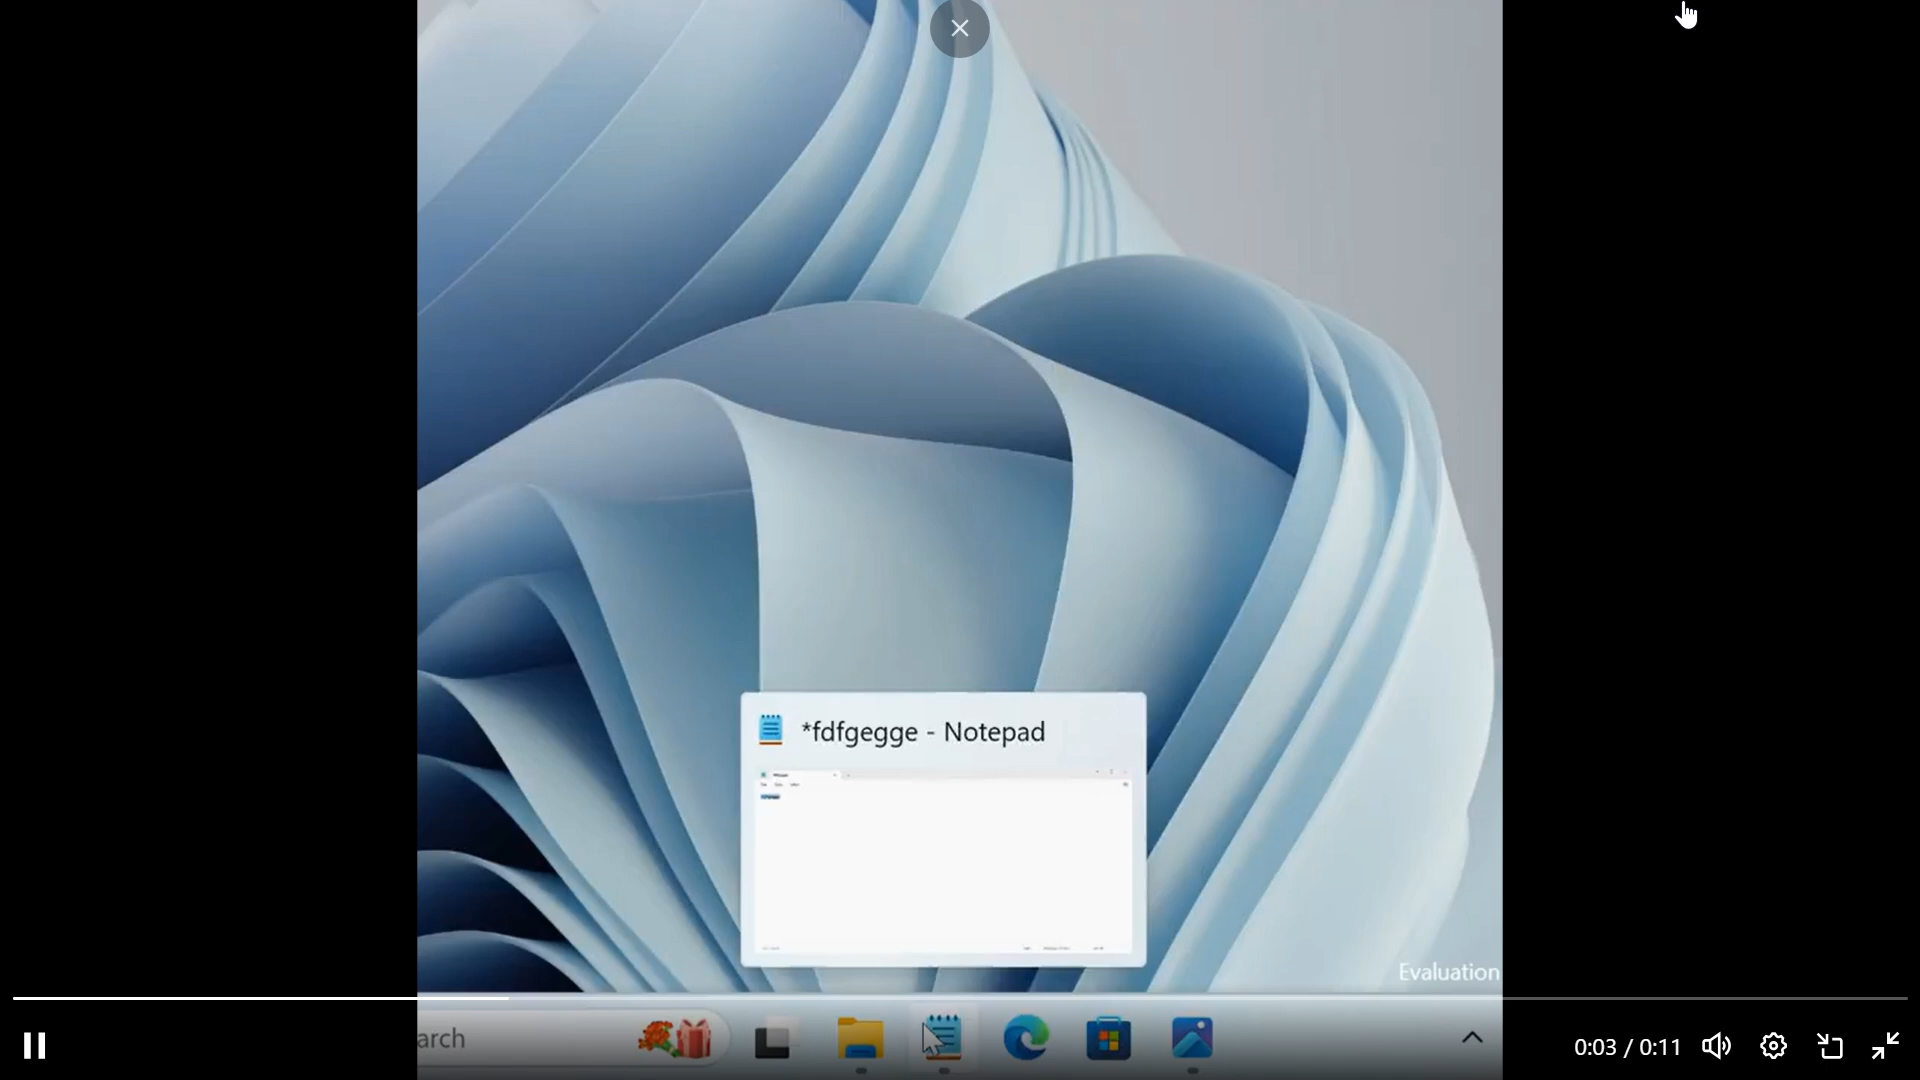 *fdfgegge - Notepad
Evaluation
arch
0:03 / 0:11